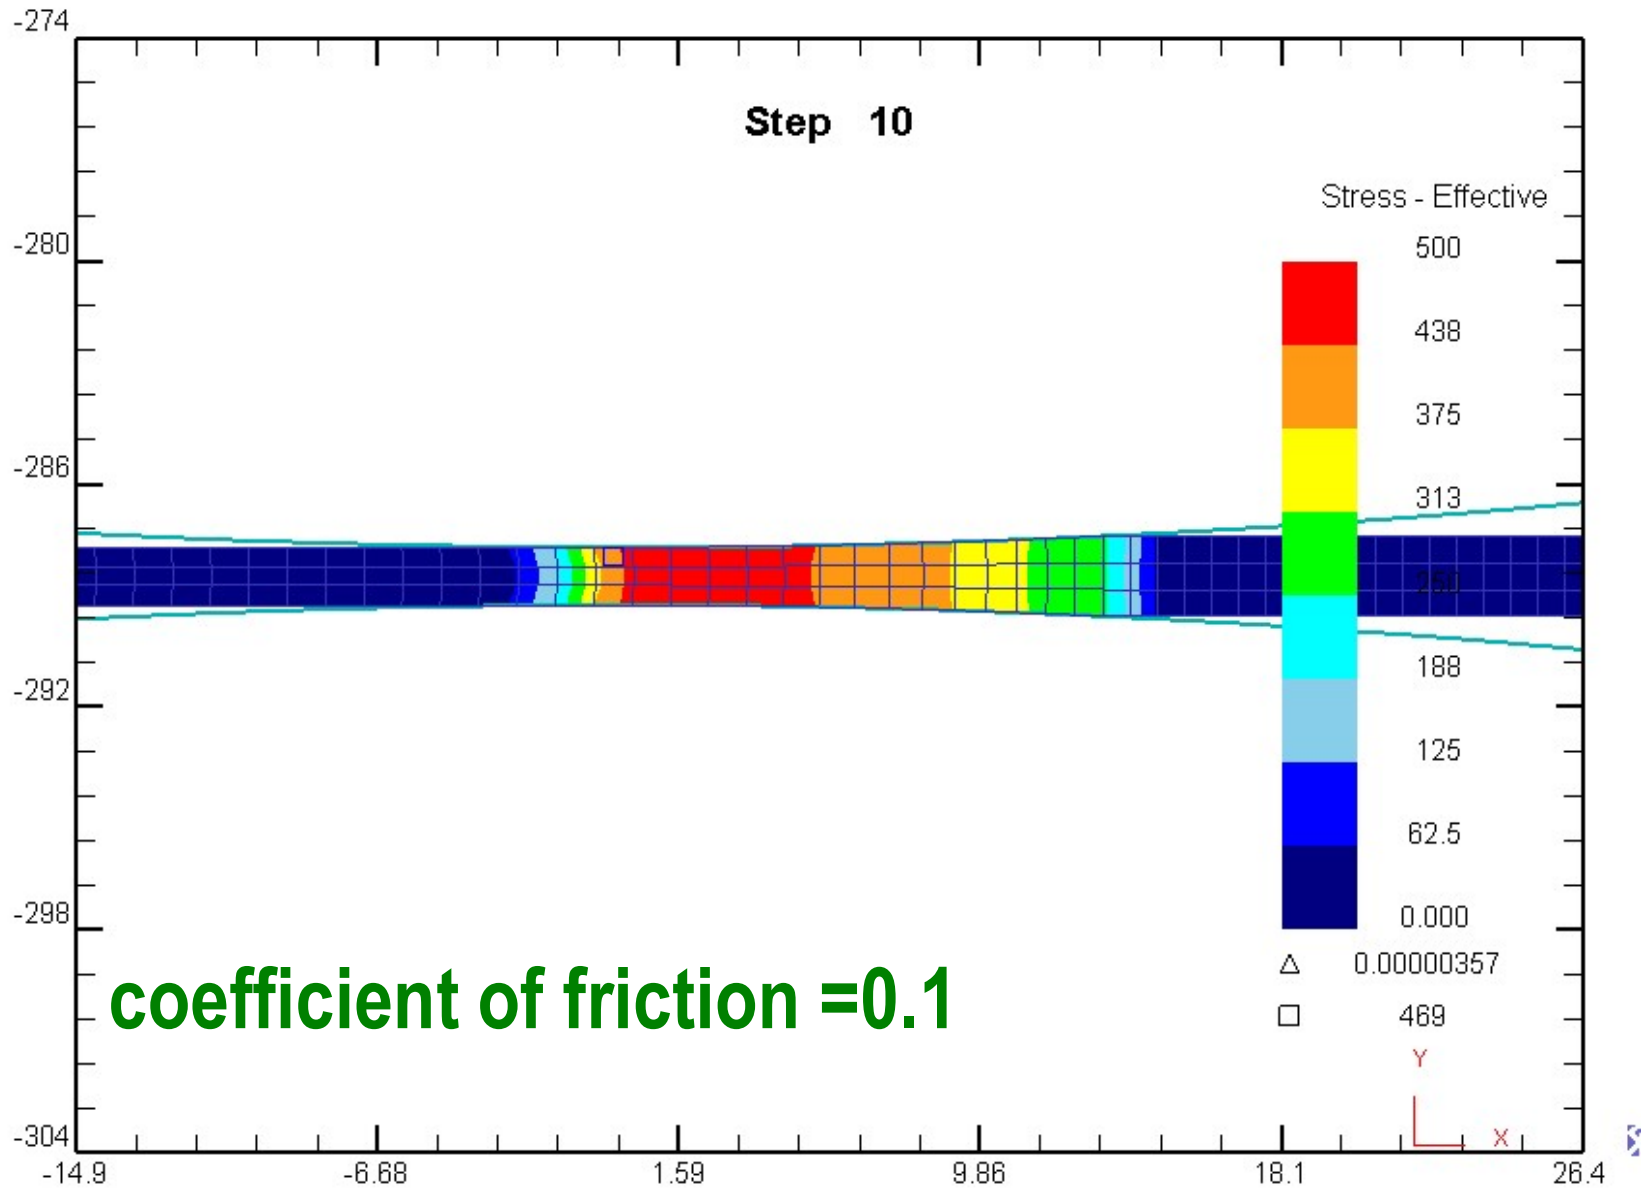 -274
Step 10
Stress - Effective
-280
500
438
375
-286
313
250
188
-292
125
62.5
-298
0.000
0.00000357
coefficient of friction =0.1
469
Y
X
-304
-14.9 -6.68 1.59 9.86 18.1 26.4